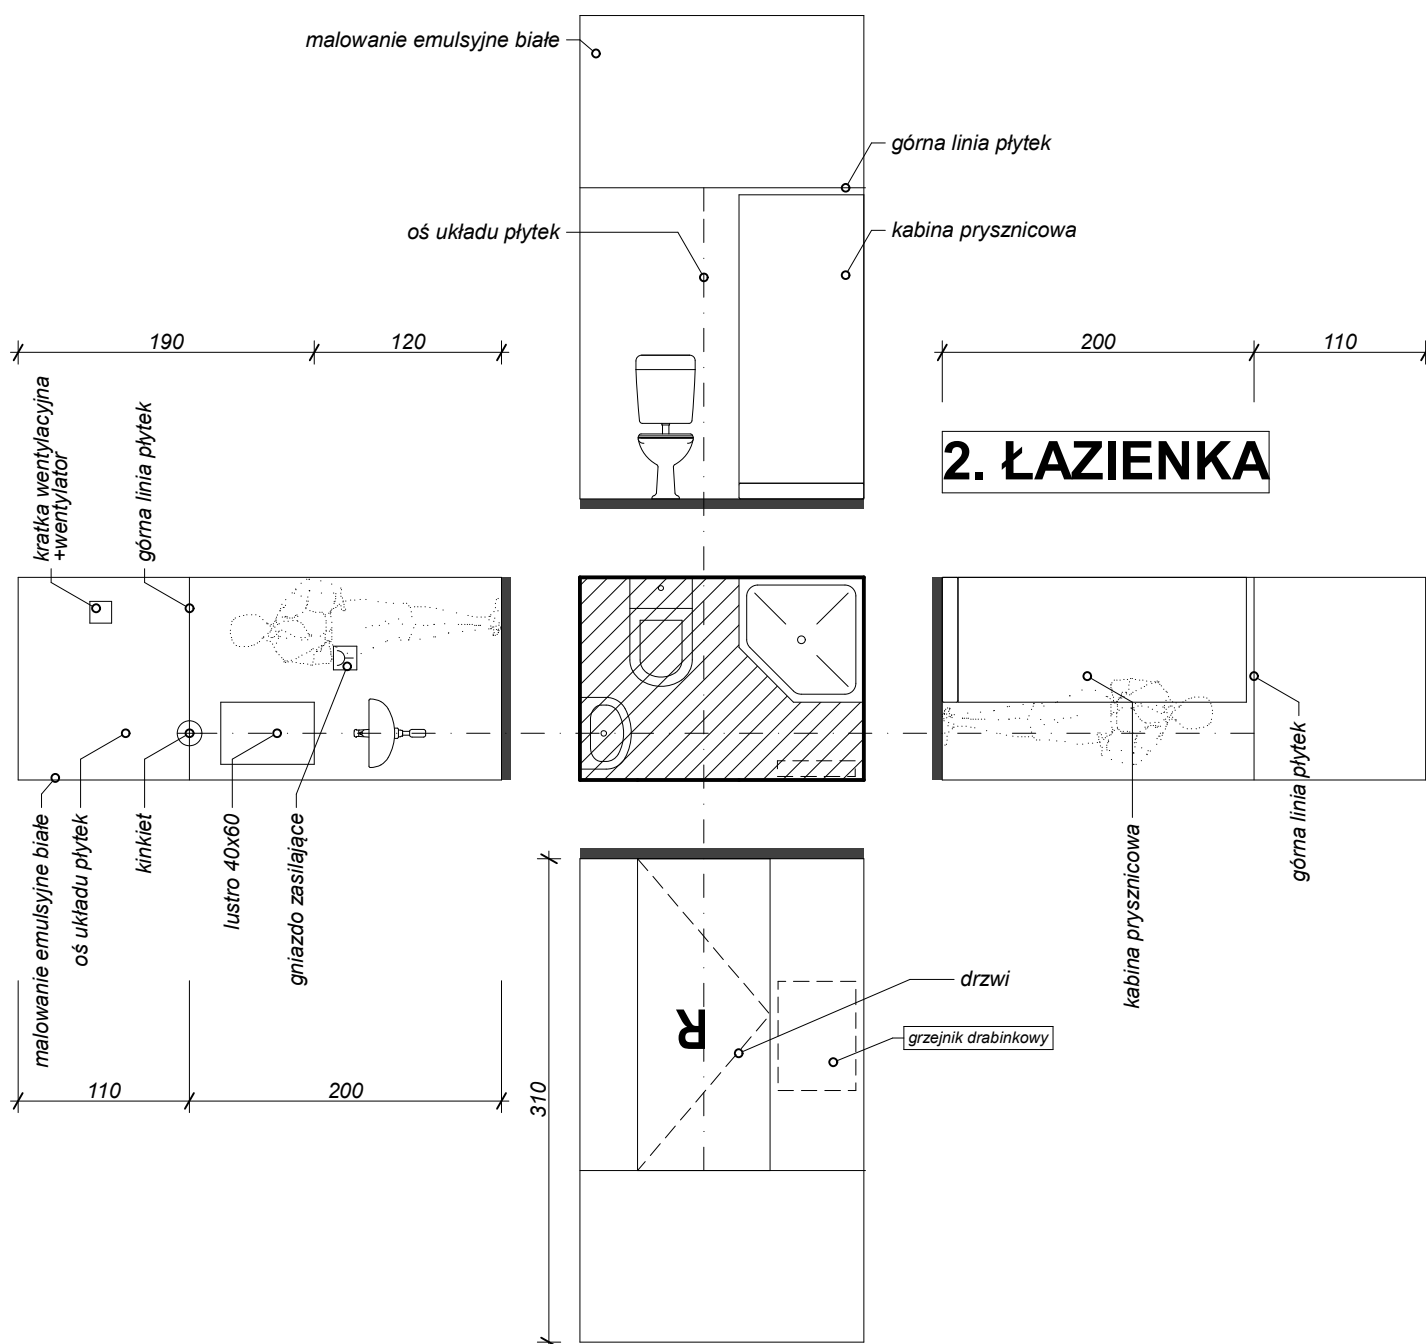 malowanie emulsyjne białe
górna linia płytek
oś układu płytek
kabina prysznicowa
190
120
200
110
kratka wentylacyjna
+wentylator
górna linia płytek
2. ŁAZIENKA
malowanie emulsyjne białe
oś układu płytek
kinkiet
lustro 40x60
gniazdo zasilające
kabina prysznicowa
górna linia płytek
drzwi
R
grzejnik drabinkowy
110
200
310